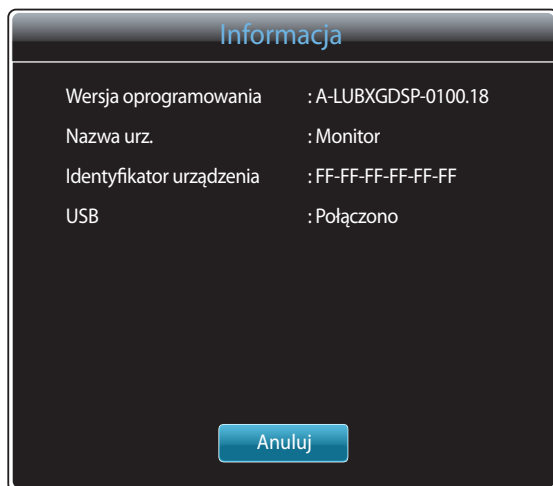 Informacja
Wersja oprogramowania : A-LUBXGDSP-0100.18
Nazwa urz. : Monitor
Identyfikator urządzenia : FF-FF-FF-FF-FF-FF
USB : Połączono
Anuluj